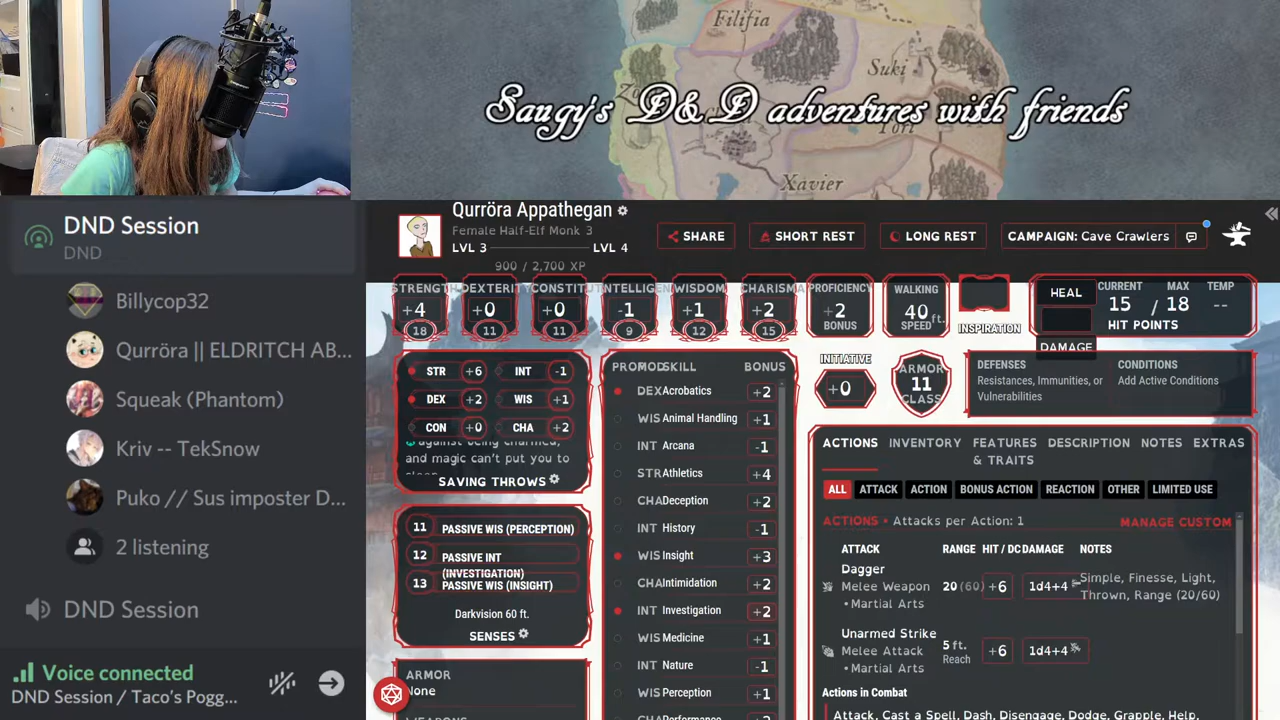 Filifia
Suki
Saugy's D&D adventures with friends
Tori
Xavier
DND Session
DND
Billycop32
Qurröra || ELDRITCH AB...
Squeak (Phantom)
Kriv -- TekSnow
Puko // Sus imposter D...
2 listening
DND Session
Voice connected
DND Session / Taco's Pogg...
Qurröra Appathegan
Female Half-Elf Monk 3
LVL 3 LVL 4
900 / 2,700 XP
SHARE
SHORT REST
LONG REST
CAMPAIGN: Cave Crawlers
STRENGTH
+4
18
DEXTERITY
+0
11
CONSTITUT
+0
11
INTELLIGEN
-1
9
WISDOM
+1
12
CHARISMA
+2
15
PROFICIENCY
+2
BONUS
WALKING
40 ft.
SPEED
INSPIRATION
HEAL
DAMAGE
CURRENT MAX TEMP
15 / 18 --
HIT POINTS
STR +6 INT -1
DEX +2 WIS +1
CON +0 CHA +2
against being charmed,
and magic can't put you to
SAVING THROWS
11 PASSIVE WIS (PERCEPTION)
12 PASSIVE INT
(INVESTIGATION)
13 PASSIVE WIS (INSIGHT)
Darkvision 60 ft.
SENSES
ARMOR
None
PROF MOD SKILL BONUS
DEX Acrobatics +2
WIS Animal Handling +1
INT Arcana -1
STR Athletics +4
CHA Deception +2
INT History -1
WIS Insight +3
CHA Intimidation +2
INT Investigation +2
WIS Medicine +1
INT Nature -1
WIS Perception +1
INITIATIVE
+0
ARMOR
11
CLASS
DEFENSES
Resistances, Immunities, or
Vulnerabilities
CONDITIONS
Add Active Conditions
ACTIONS INVENTORY FEATURES & TRAITS DESCRIPTION NOTES EXTRAS
ALL ATTACK ACTION BONUS ACTION REACTION OTHER LIMITED USE
ACTIONS • Attacks per Action: 1 MANAGE CUSTOM
ATTACK RANGE HIT / DC DAMAGE NOTES
Dagger
Melee Weapon
• Martial Arts
20 (60) +6 1d4+4
Simple, Finesse, Light,
Thrown, Range (20/60)
Unarmed Strike
Melee Attack
• Martial Arts
5 ft.
Reach
+6 1d4+4
Actions in Combat
Attack, Cast a Spell, Dash, Disengage, Dodge, Grapple, Help,